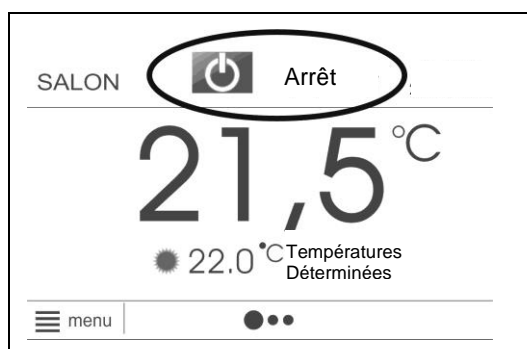 SALON Arrêt
21,5 °C
22.0 °C Températures
Déterminées
menu